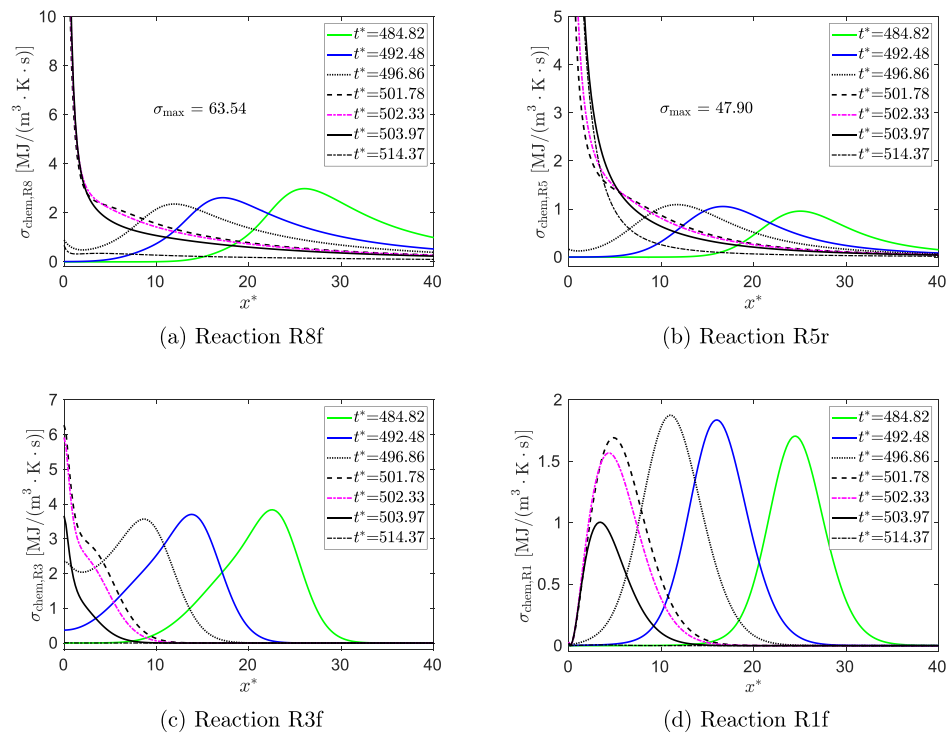 10
8
6
4
2
0
σchem,R8 [MJ/(m³ · K · s)]
σmax = 63.54
t*=484.82
t*=492.48
t*=496.86
t*=501.78
t*=502.33
t*=503.97
t*=514.37
0 10 20 30 40
x*
(a) Reaction R8f
5
4
3
2
1
0
σchem,R5 [MJ/(m³ · K · s)]
σmax = 47.90
t*=484.82
t*=492.48
t*=496.86
t*=501.78
t*=502.33
t*=503.97
t*=514.37
0 10 20 30 40
x*
(b) Reaction R5r
7
6
5
4
3
2
1
0
σchem,R3 [MJ/(m³ · K · s)]
t*=484.82
t*=492.48
t*=496.86
t*=501.78
t*=502.33
t*=503.97
t*=514.37
0 10 20 30 40
x*
(c) Reaction R3f
2
1.5
1
0.5
0
σchem,R1 [MJ/(m³ · K · s)]
t*=484.82
t*=492.48
t*=496.86
t*=501.78
t*=502.33
t*=503.97
t*=514.37
0 10 20 30 40
x*
(d) Reaction R1f